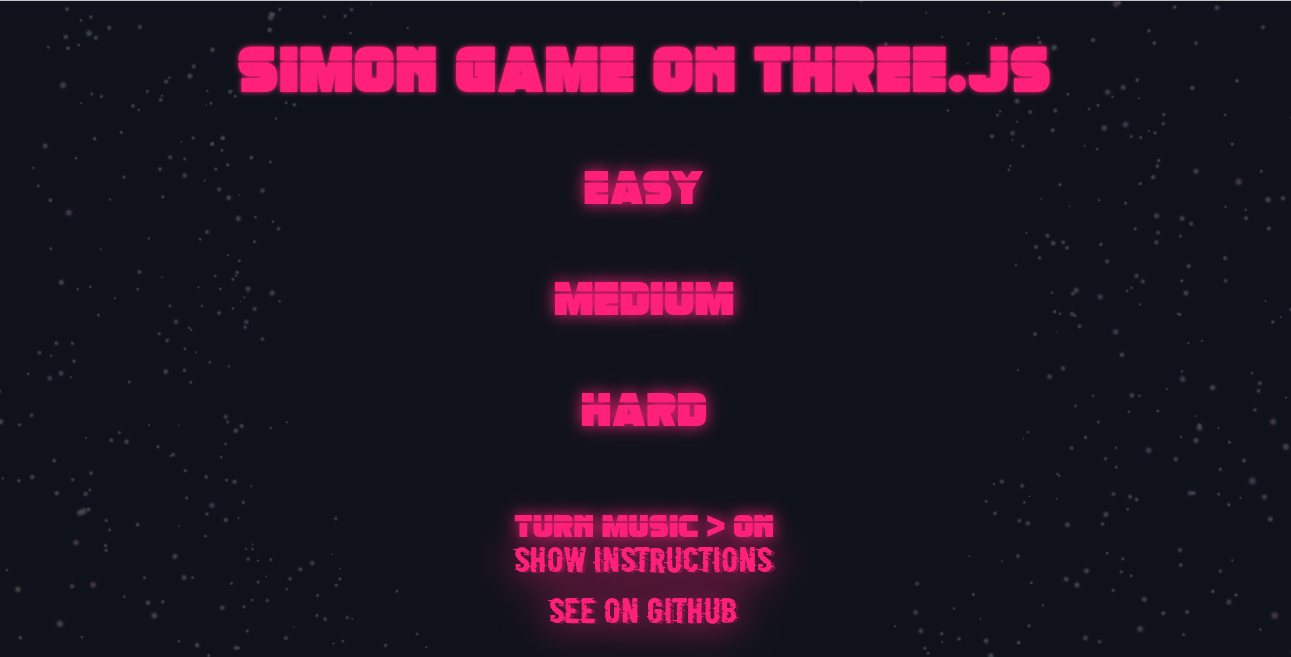 SIMON GAME ON THREE.JS
EASY
MEDIUM
HARD
TURN MUSIC > ON
SHOW INSTRUCTIONS
SEE ON GITHUB